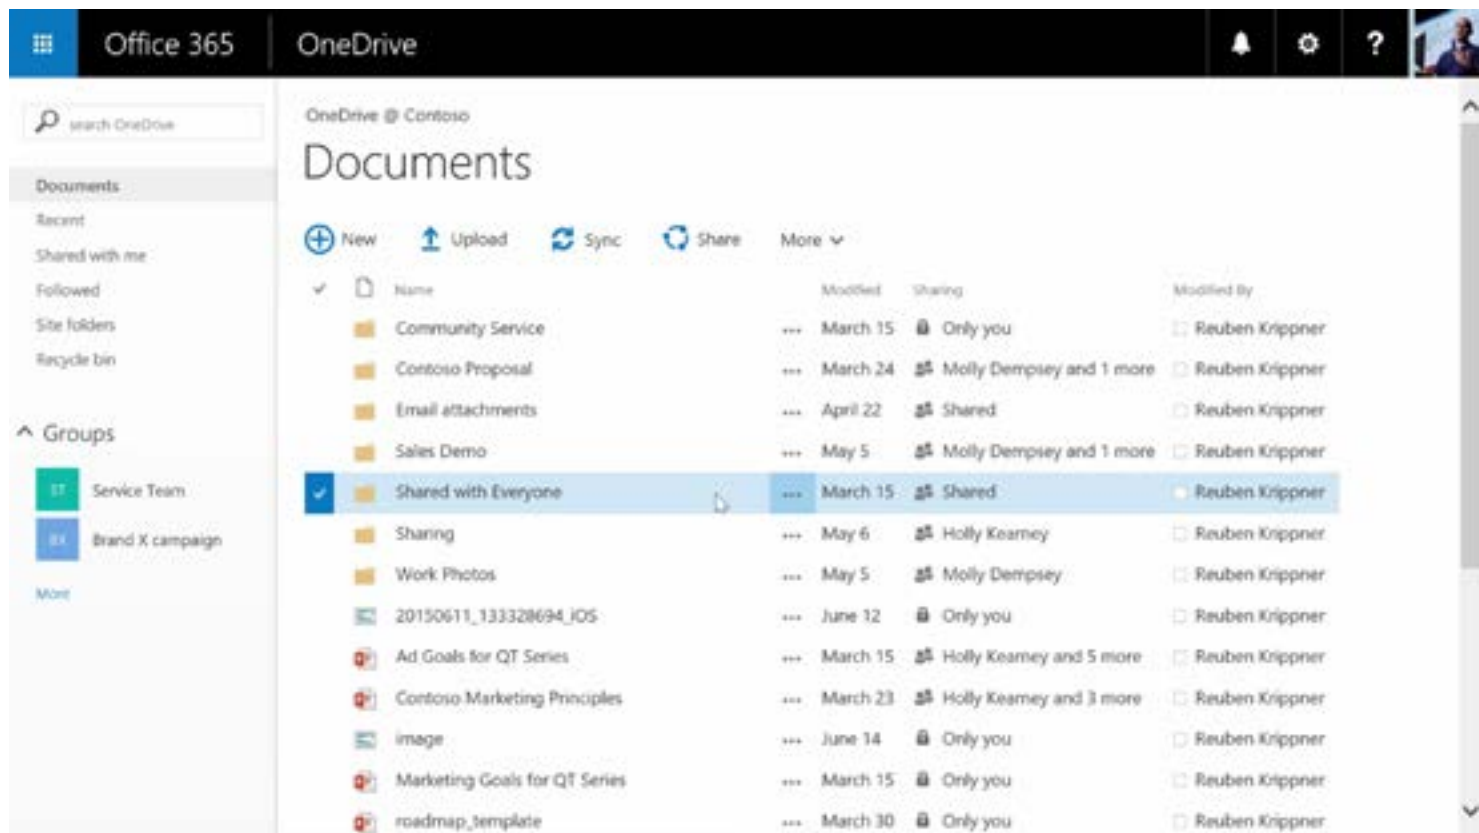 Office 365 OneDrive ?
search OneDrive
Documents
Recent
Shared with me
Followed
Site folders
Recycle bin
Groups
ST Service Team
BX Brand X campaign
More
OneDrive @ Contoso
Documents
New Upload Sync Share More
Name Modified Sharing Modified By
Community Service ... March 15 Only you Reuben Krippner
Contoso Proposal ... March 24 Molly Dempsey and 1 more Reuben Krippner
Email attachments ... April 22 Shared Reuben Krippner
Sales Demo ... May 5 Molly Dempsey and 1 more Reuben Krippner
Shared with Everyone ... March 15 Shared Reuben Krippner
Sharing ... May 6 Holly Kearney Reuben Krippner
Work Photos ... May 5 Molly Dempsey Reuben Krippner
20150611_133328694_iOS ... June 12 Only you Reuben Krippner
Ad Goals for QT Series ... March 15 Holly Kearney and 5 more Reuben Krippner
Contoso Marketing Principles ... March 23 Holly Kearney and 3 more Reuben Krippner
image ... June 14 Only you Reuben Krippner
Marketing Goals for QT Series ... March 15 Only you Reuben Krippner
roadmap_template ... March 30 Only you Reuben Krippner